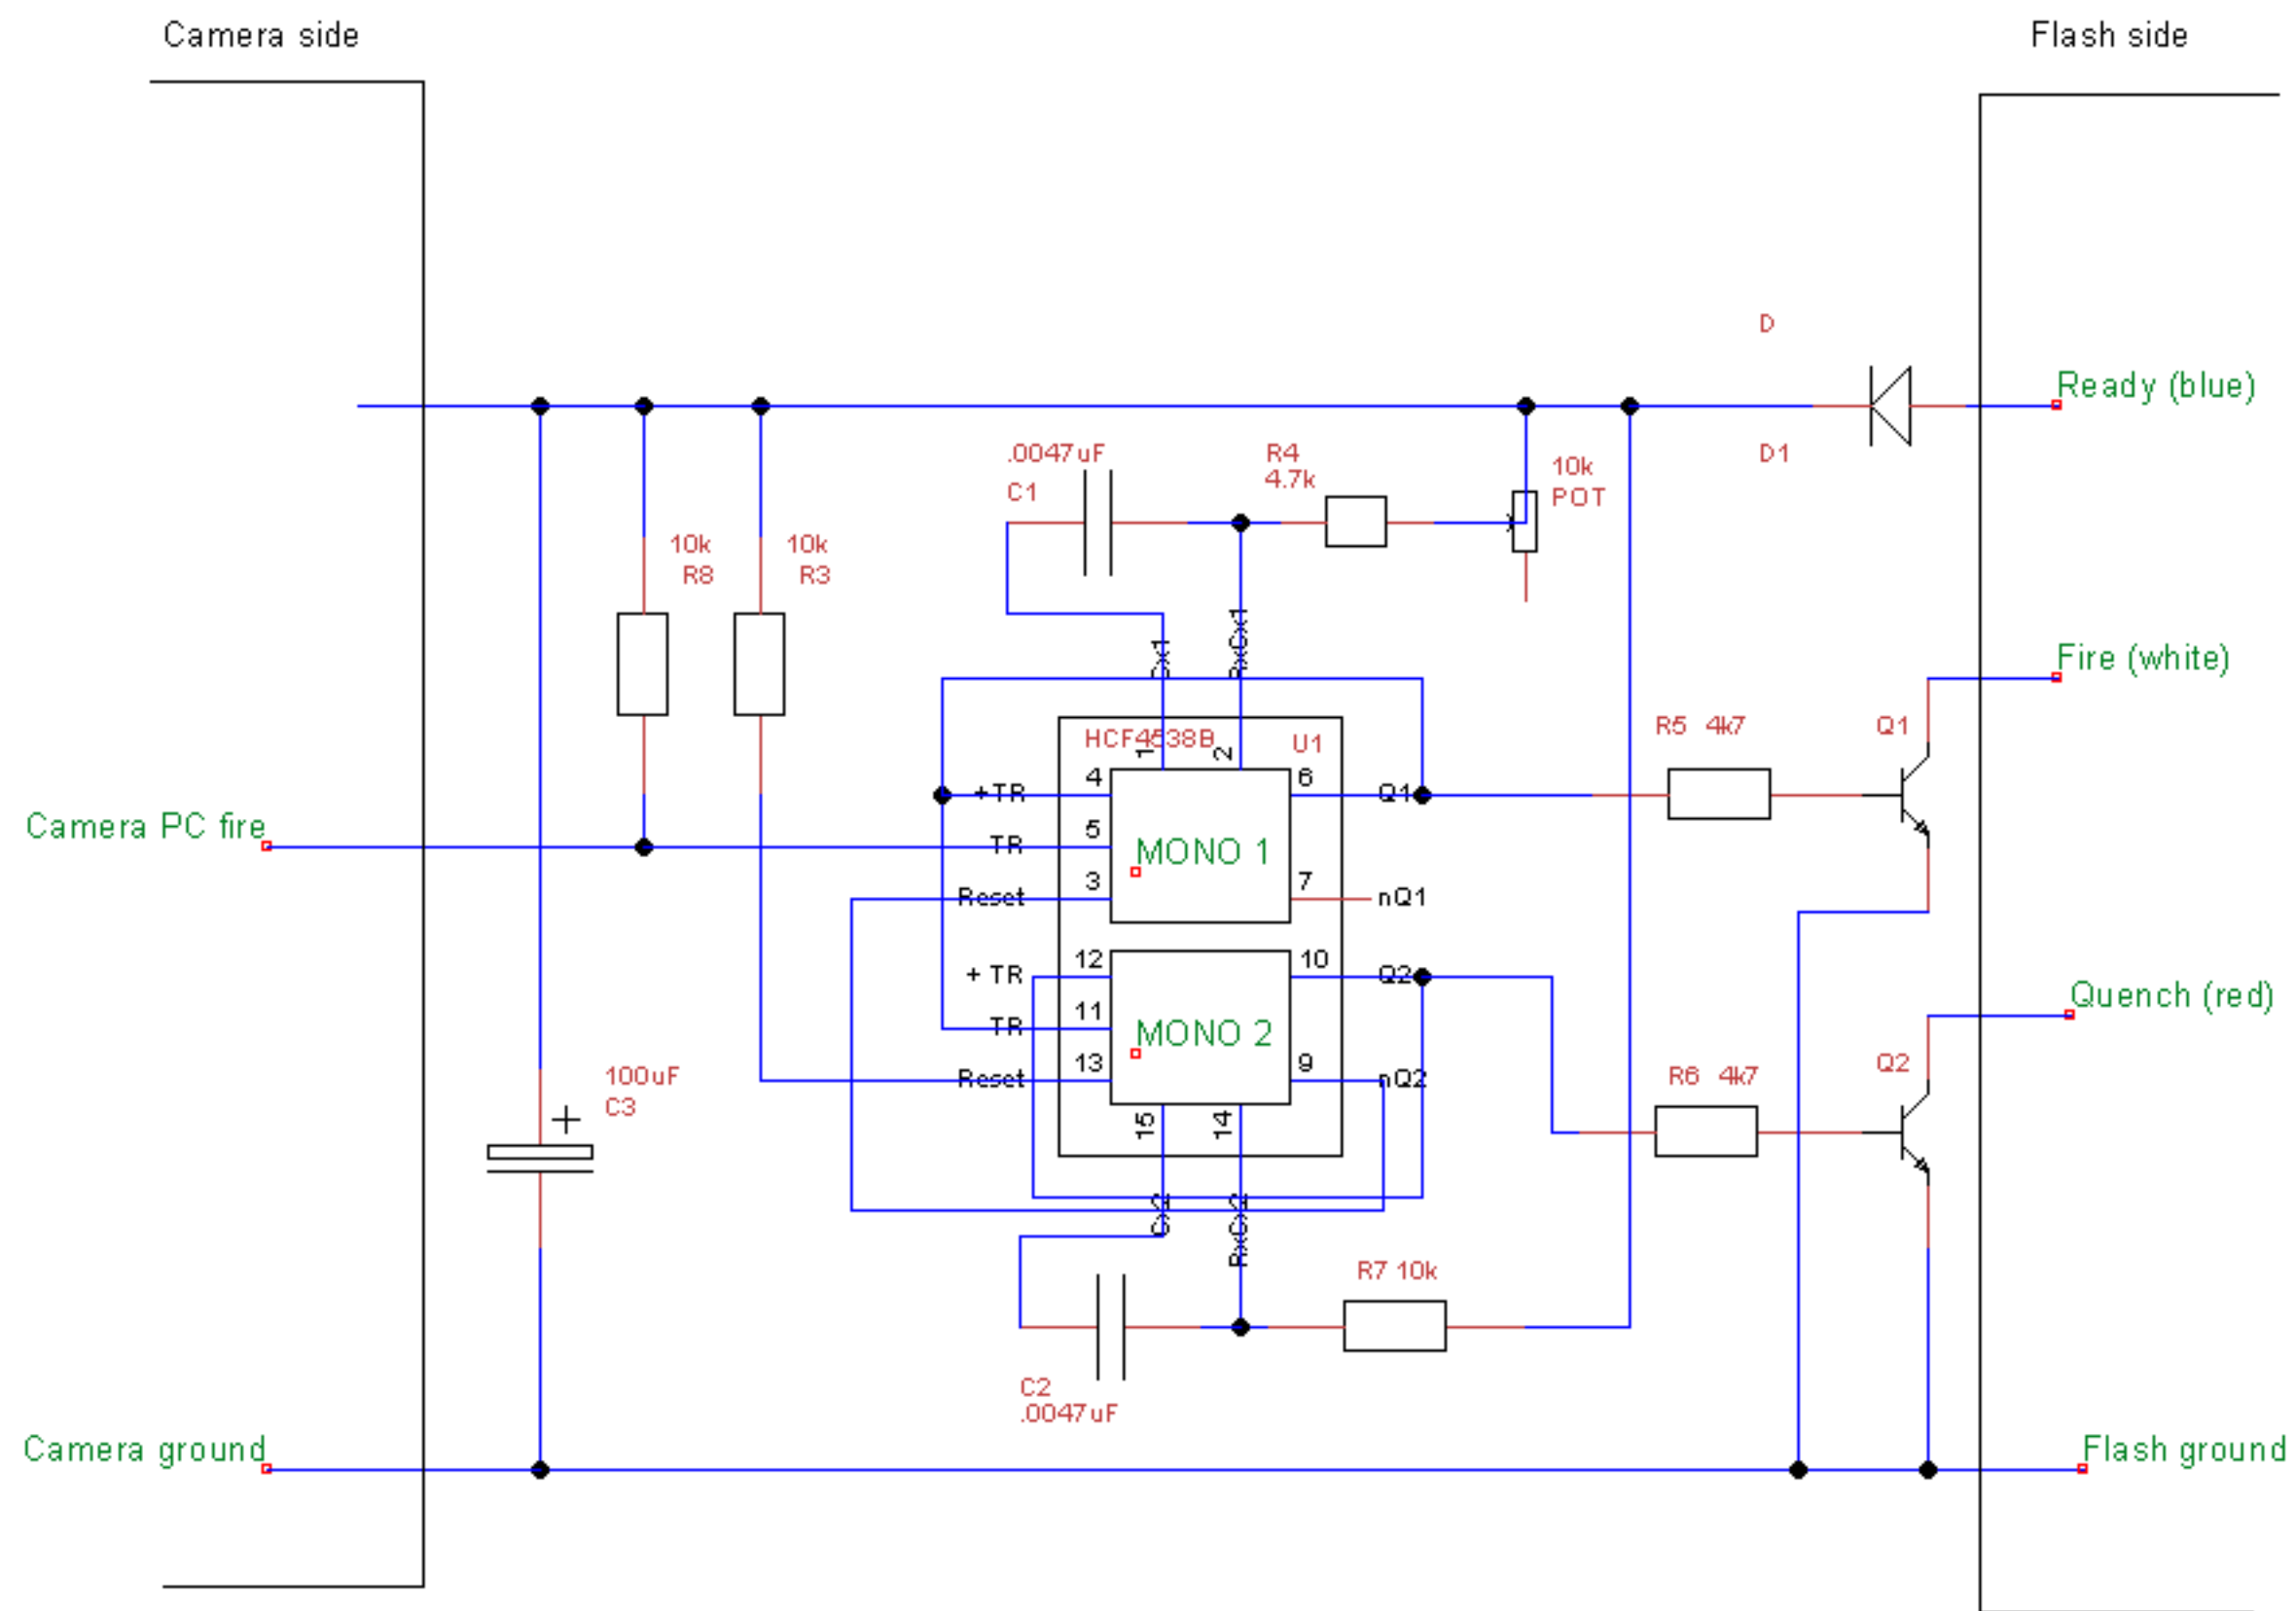 Camera side
Flash side
D
Ready (blue)
.0047uF
C1
R4
4.7k
D1
10k
POT
10k
R8
10k
R3
Cx1
RxCx1
Fire (white)
HCF4538B
U1
1
2
R5 4k7
Q1
4
+TR
6
Q1
Camera PC fire
5
TR
MONO 1
3
Reset
7
nQ1
12
+ TR
10
Q2
Quench (red)
11
TR
MONO 2
13
Reset
9
nQ2
100uF
C3
+
15
14
R6 4k7
Q2
R7 10k
C2
.0047uF
Camera ground
Flash ground